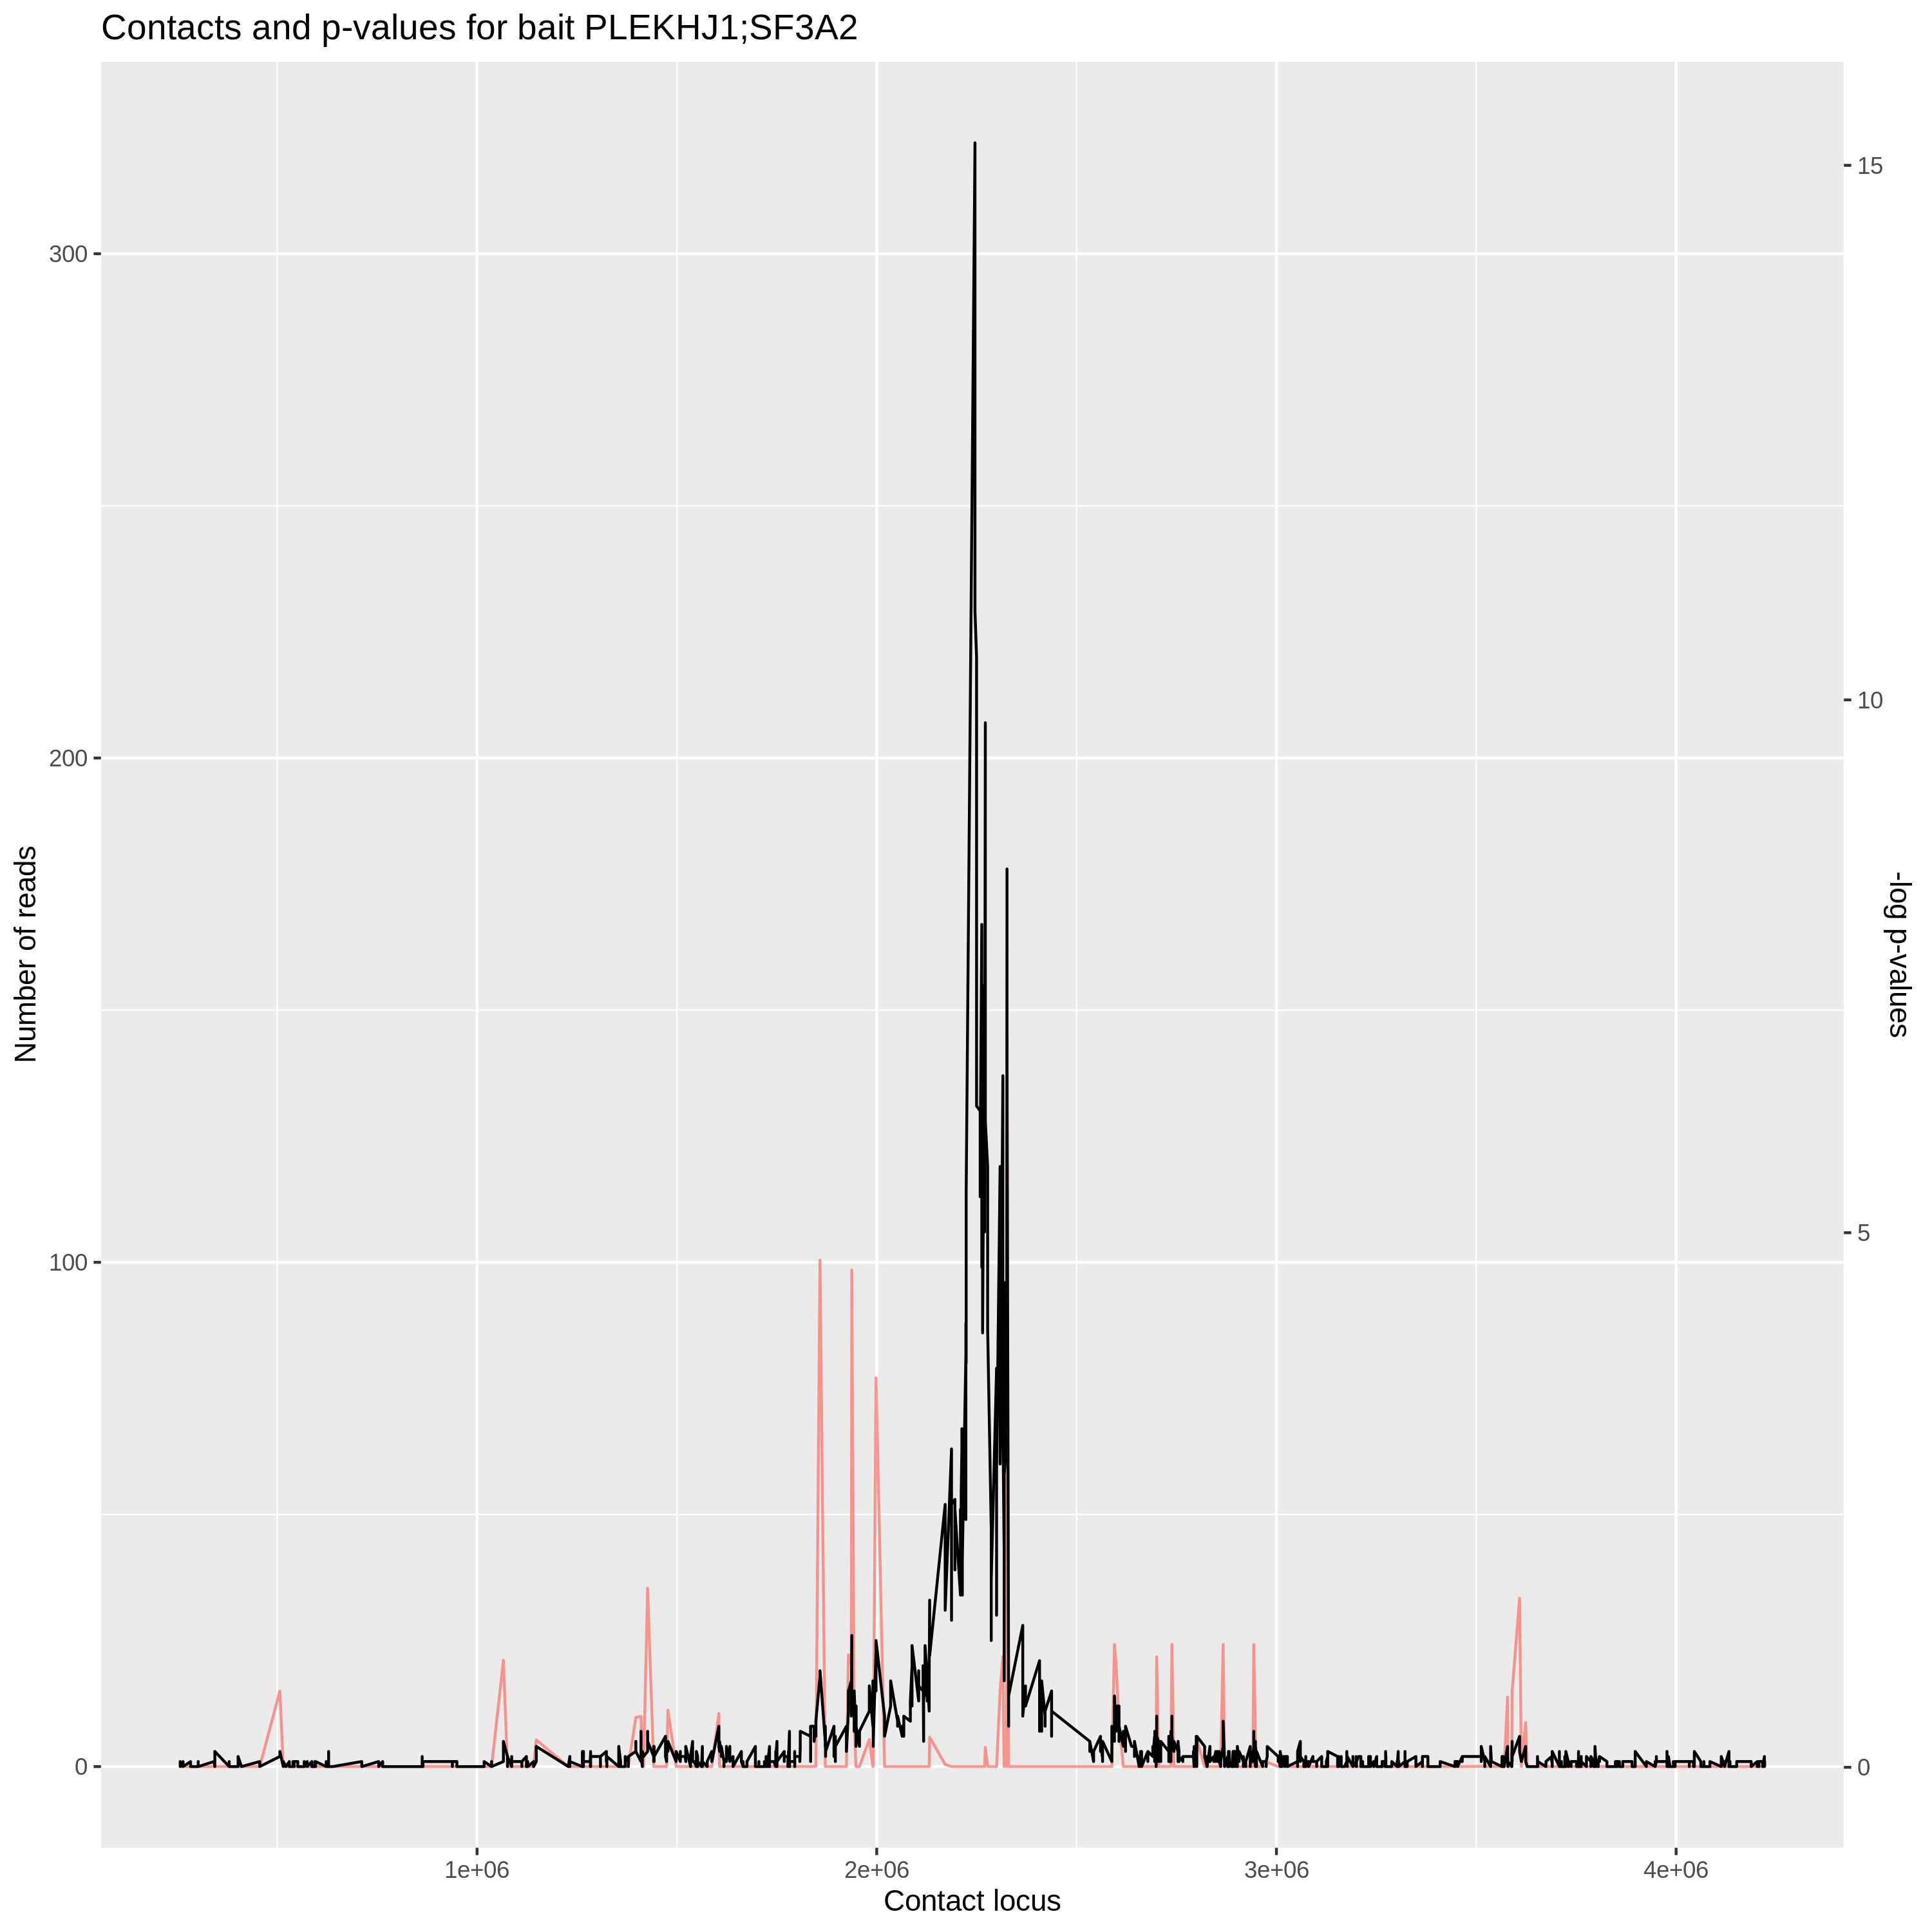 Contacts and p-values for bait PLEKHJ1;SF3A2
300
200
100
0
Number of reads
15
10
5
0
-log p-values
1e+06
2e+06
3e+06
4e+06
Contact locus